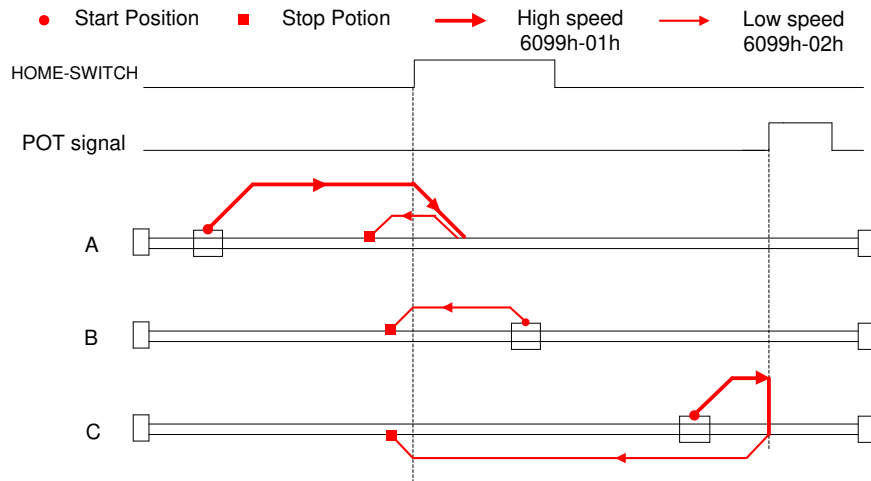 Start Position
Stop Potion
High speed
6099h-01h
Low speed
6099h-02h
HOME-SWITCH
POT signal
A
B
C